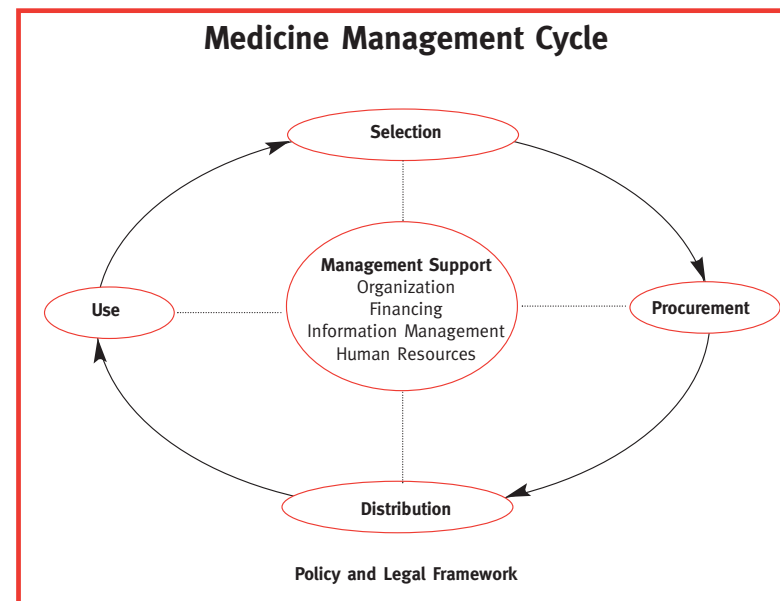 Medicine Management Cycle
Selection
Management Support
Organization
Financing
Information Management
Human Resources
Use
Procurement
Distribution
Policy and Legal Framework